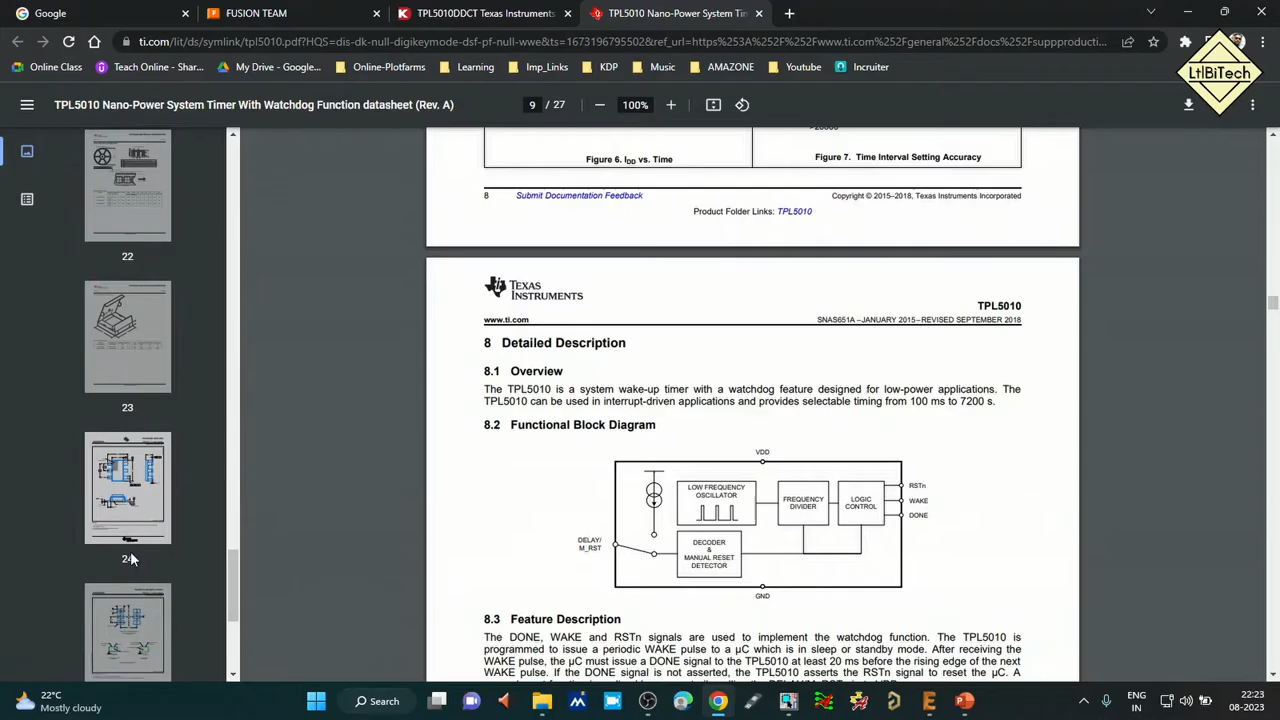 Google
FUSION TEAM
TPL5010DDCT Texas Instruments
TPL5010 Nano-Power System Tim
ti.com/lit/ds/symlink/tpl5010.pdf?HQS=dis-dk-null-digikeymode-dsf-pf-null-wwe&ts=1673196795502&ref_url=https%253A%252F%252Fwww.ti.com%252Fgeneral%252Fdocs%252Fsuppproducti...
Online Class
Teach Online - Shar...
My Drive - Google...
Online-Platfarms
Learning
Imp. Links
KDP
Music
AMAZONE
Youtube
Incruiter
LtlBiTech
TPL5010 Nano-Power System Timer With Watchdog Function datasheet (Rev. A)
9 / 27
100%
Figure 6. IDD vs. Time
Figure 7. Time Interval Setting Accuracy
8
Submit Documentation Feedback
Copyright © 2015–2018, Texas Instruments Incorporated
Product Folder Links: TPL5010
22
23
24
TEXAS
INSTRUMENTS
TPL5010
www.ti.com
SNAS651A –JANUARY 2015–REVISED SEPTEMBER 2018
8 Detailed Description
8.1 Overview
The TPL5010 is a system wake-up timer with a watchdog feature designed for low-power applications. The
TPL5010 can be used in interrupt-driven applications and provides selectable timing from 100 ms to 7200 s.
8.2 Functional Block Diagram
VDD
LOW FREQUENCY
OSCILLATOR
FREQUENCY
DIVIDER
LOGIC
CONTROL
RSTn
WAKE
DONE
DELAY/
M_RST
DECODER
&
MANUAL RESET
DETECTOR
GND
8.3 Feature Description
The DONE, WAKE and RSTn signals are used to implement the watchdog function. The TPL5010 is
programmed to issue a periodic WAKE pulse to a µC which is in sleep or standby mode. After receiving the
WAKE pulse, the µC must issue a DONE signal to the TPL5010 at least 20 ms before the rising edge of the next
WAKE pulse. If the DONE signal is not asserted, the TPL5010 asserts the RSTn signal to reset the µC. A
22°C
Mostly cloudy
Search
ENG
IN
22:23
08-2023